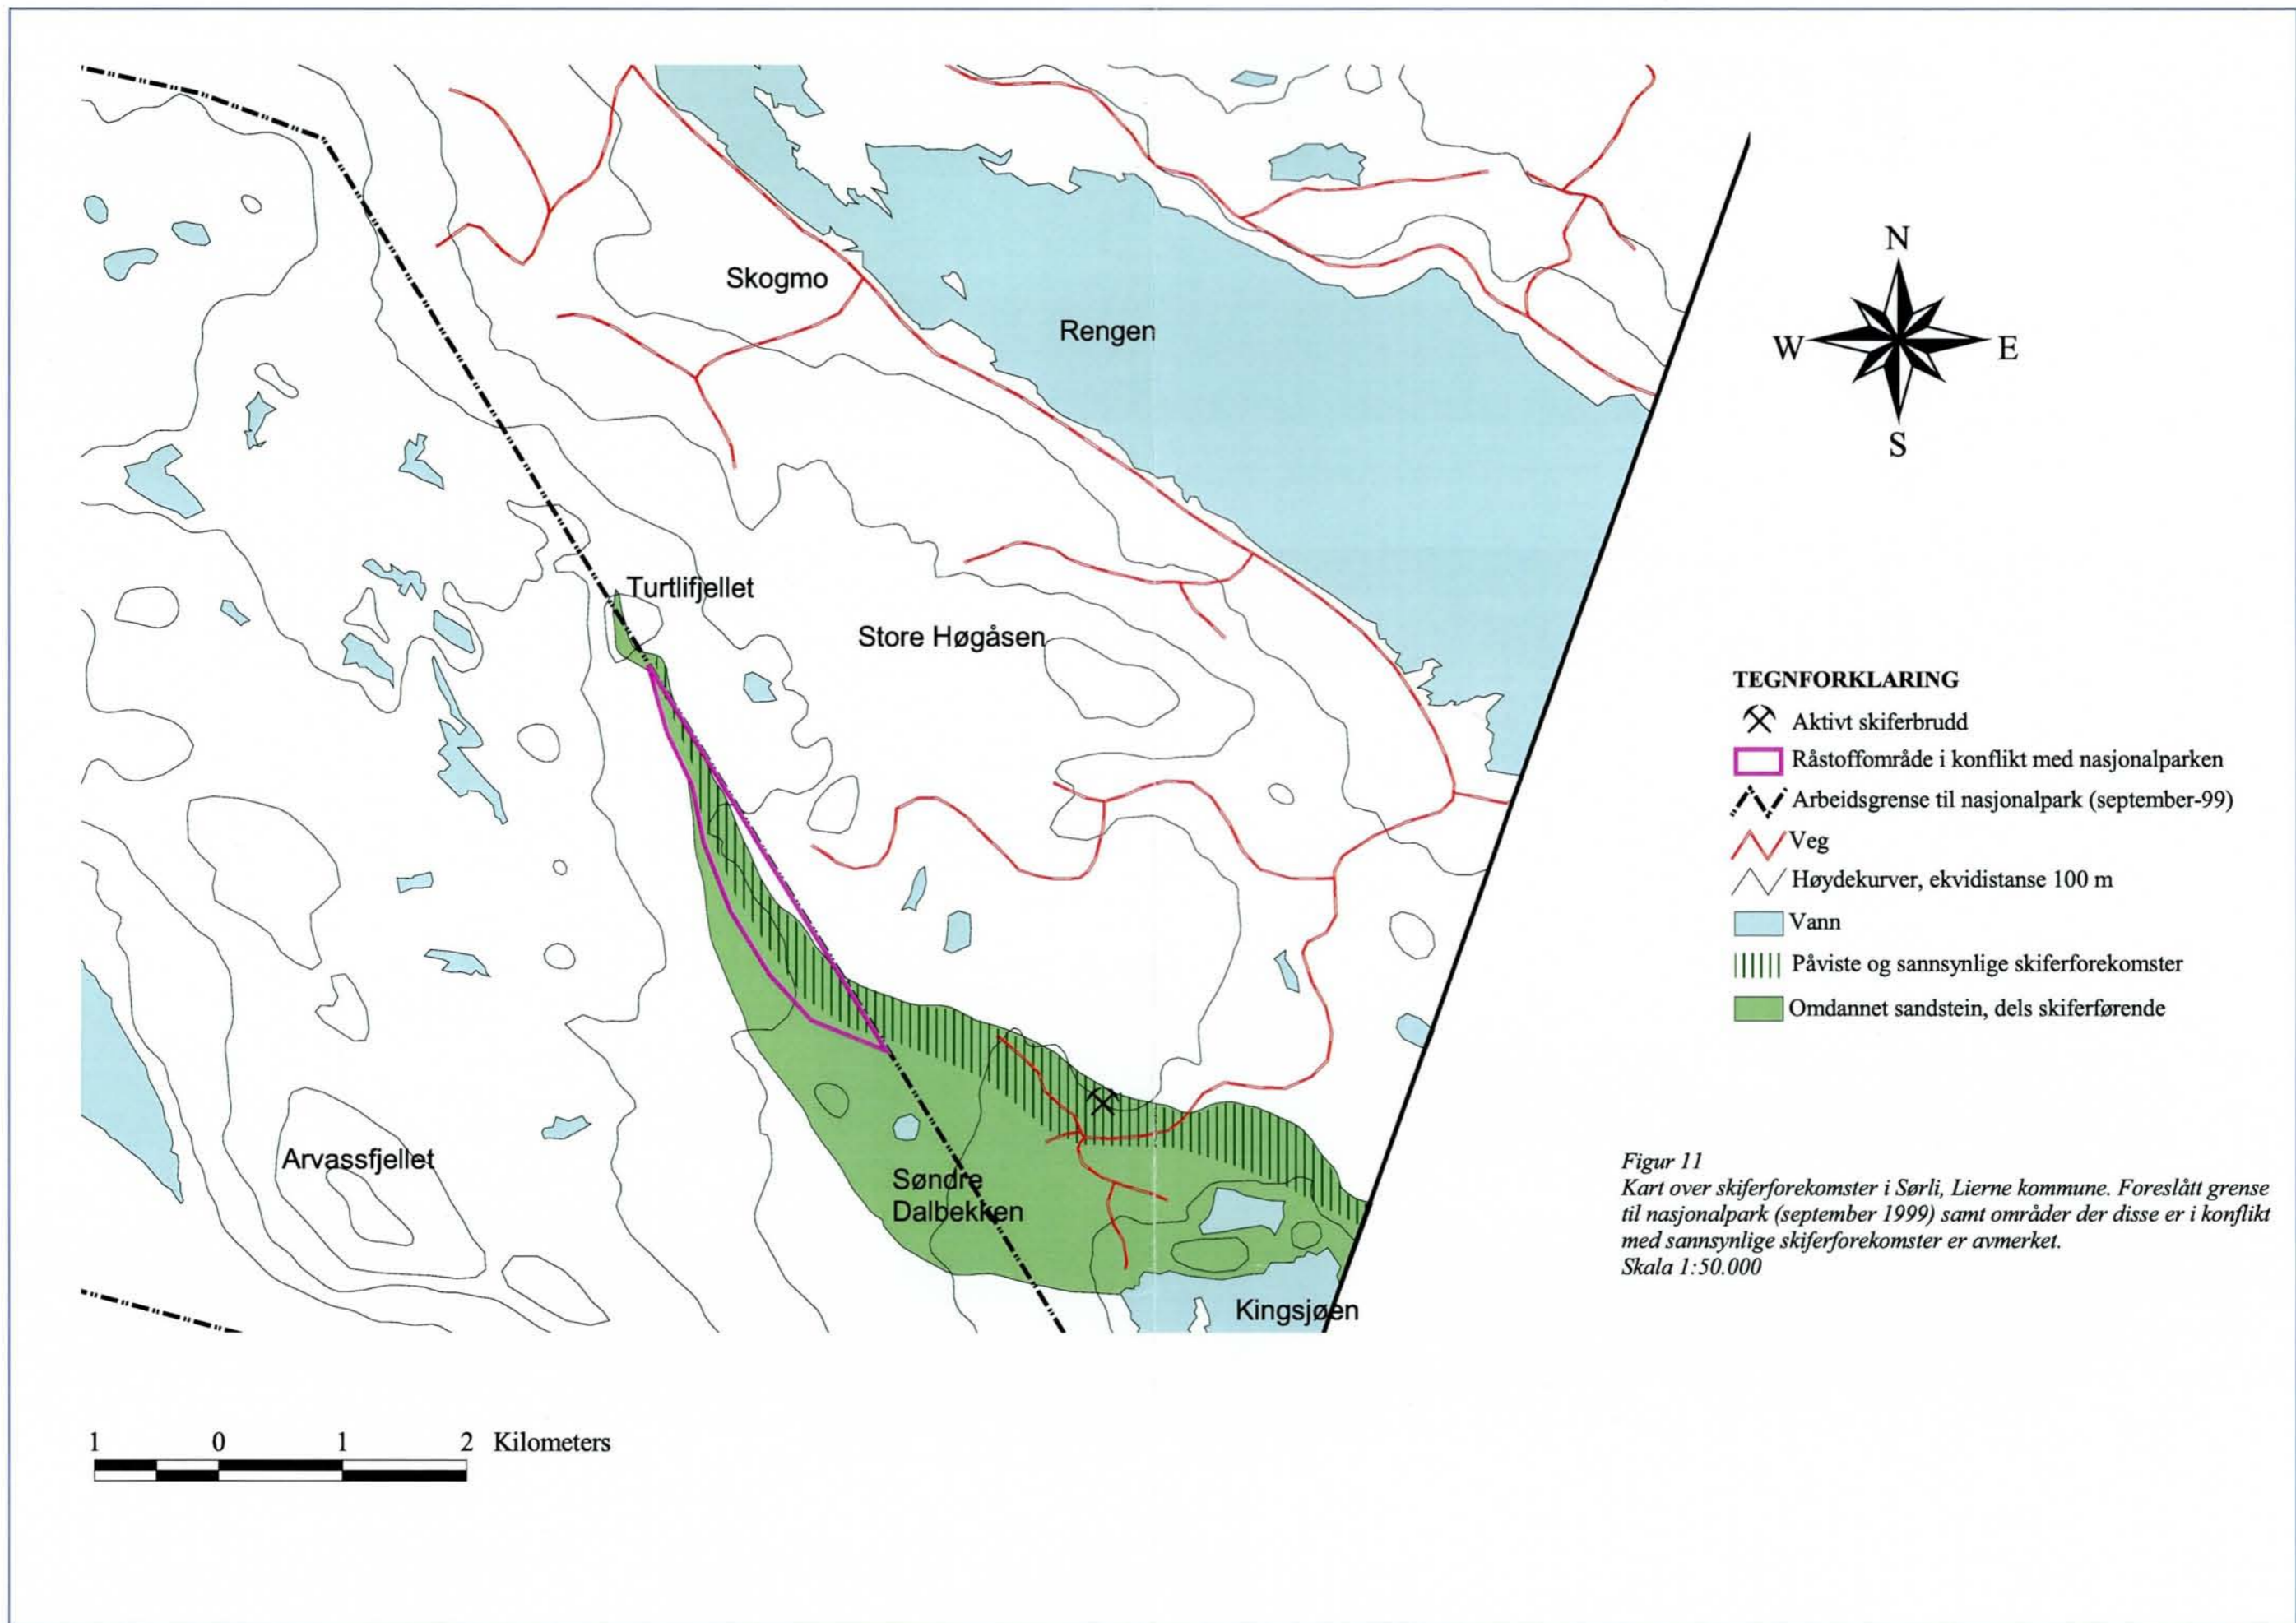 Skogmo
Rengen
Turtlifjellet
Store Høgåsen
Arvassfjellet
Søndre
Dalbekken
Kingsjøen
N
W
E
S
TEGNFORKLARING
Aktivt skiferbrudd
Råstoffområde i konflikt med nasjonalparken
Arbeidsgrense til nasjonalpark (september-99)
Veg
Høydekurver, ekvidistanse 100 m
Vann
Påviste og sannsynlige skiferforekomster
Omdannet sandstein, dels skiferførende
Figur 11
Kart over skiferforekomster i Sørli, Lierne kommune. Foreslått grense
til nasjonalpark (september 1999) samt områder der disse er i konflikt
med sannsynlige skiferforekomster er avmerket.
Skala 1:50.000
1 0 1 2 Kilometers